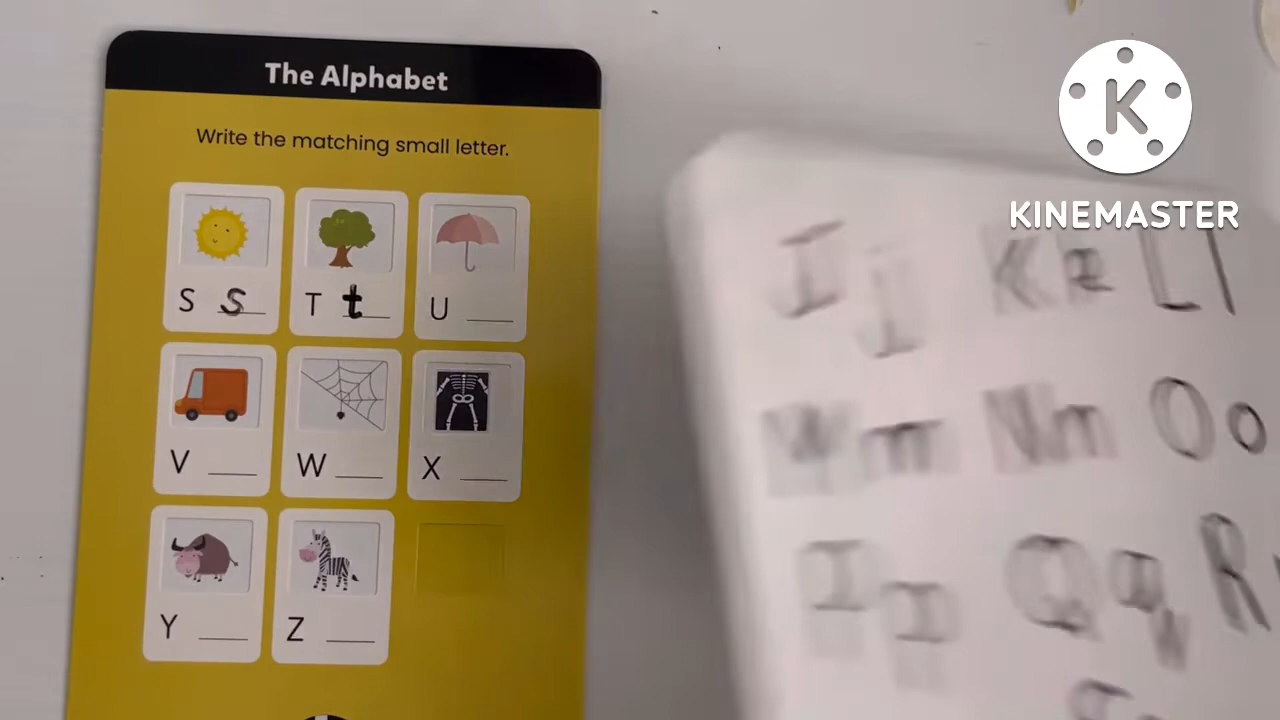 The Alphabet
Write the matching small letter.
S s T t U
V W X
Y Z
K
KINEMASTER
J j K k L l
O o
Q q R